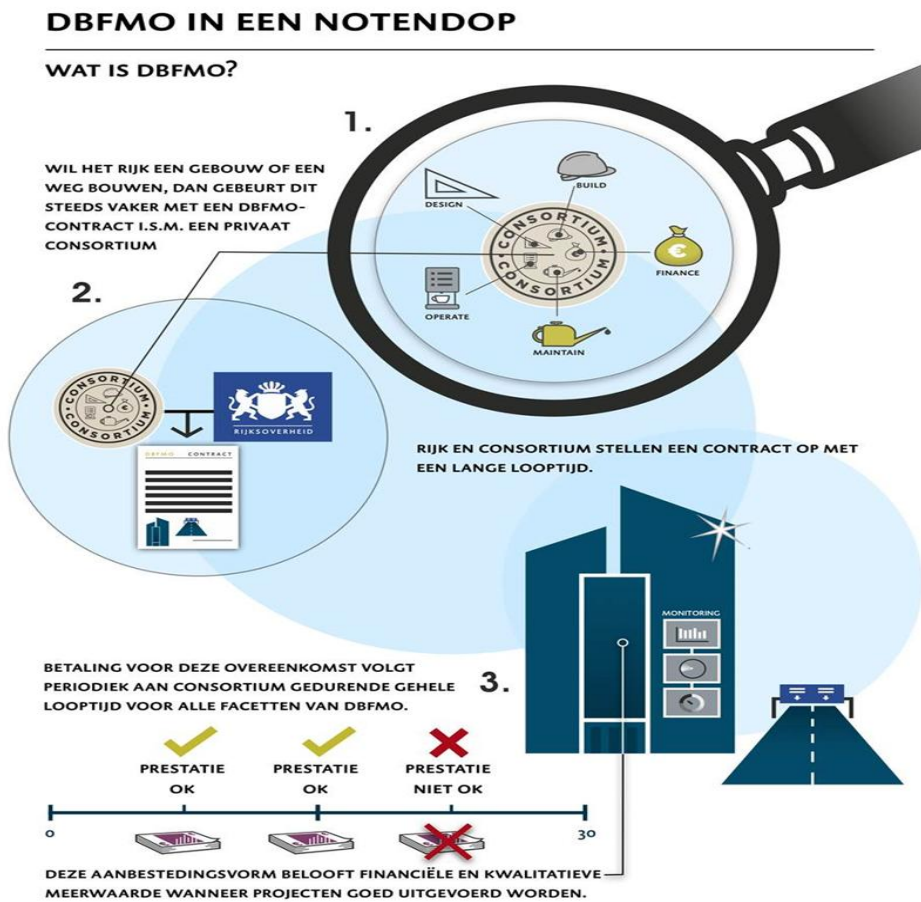 DBFMO IN EEN NOTENDOP
WAT IS DBFMO?
1.
WIL HET RIJK EEN GEBOUW OF EEN
WEG BOUWEN, DAN GEBEURT DIT
STEEDS VAKER MET EEN DBFMO-
CONTRACT I.S.M. EEN PRIVAAT
CONSORTIUM
DESIGN
BUILD
CONSORTIUM
CONSORTIUM
FINANCE
OPERATE
MAINTAIN
2.
CONSORTIUM
CONSORTIUM
RIJKSOVERHEID
DBFMO CONTRACT
RIJK EN CONSORTIUM STELLEN EEN CONTRACT OP MET
EEN LANGE LOOPTIJD.
MONITORING
BETALING VOOR DEZE OVEREENKOMST VOLGT
PERIODIEK AAN CONSORTIUM GEDURENDE GEHELE
LOOPTIJD VOOR ALLE FACETTEN VAN DBFMO.
3.
PRESTATIE
OK
PRESTATIE
OK
PRESTATIE
NIET OK
0
30
DEZE AANBESTEDINGSVORM BELOOFT FINANCIËLE EN KWALITATIEVE
MEERWAARDE WANNEER PROJECTEN GOED UITGEVOERD WORDEN.